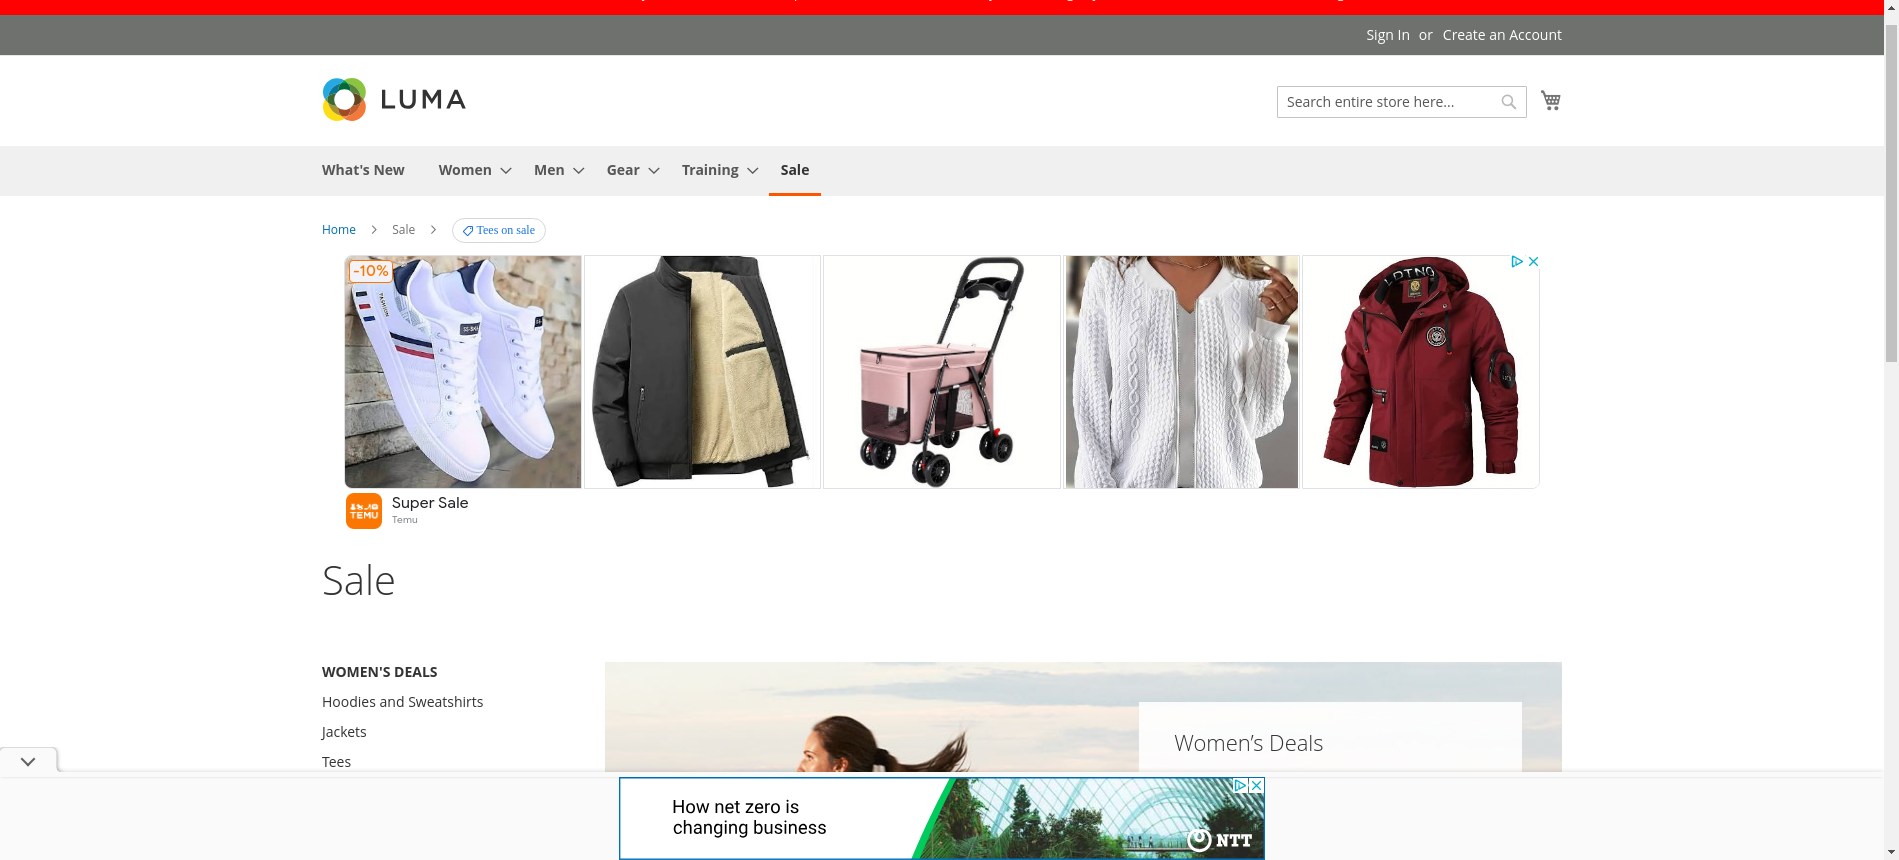 Sign In or Create an Account
LUMA
Search entire store here...
What's New Women Men Gear Training Sale
Home Sale Tees on sale
-10%
FASHION
TEMU
Super Sale
Temu
Sale
WOMEN'S DEALS
Hoodies and Sweatshirts
Jackets
Tees
Women's Deals
How net zero is
changing business
NTT